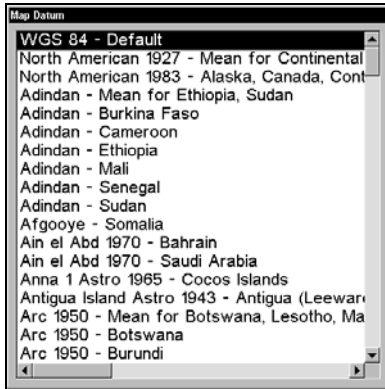 Map Datum
WGS 84 - Default
North American 1927 - Mean for Continental
North American 1983 - Alaska, Canada, Cont
Adindan - Mean for Ethiopia, Sudan
Adindan - Burkina Faso
Adindan - Cameroon
Adindan - Ethiopia
Adindan - Mali
Adindan - Senegal
Adindan - Sudan
Afgooye - Somalia
Ain el Abd 1970 - Bahrain
Ain el Abd 1970 - Saudi Arabia
Anna 1 Astro 1965 - Cocos Islands
Antigua Island Astro 1943 - Antigua (Leeward
Arc 1950 - Mean for Botswana, Lesotho, Ma
Arc 1950 - Botswana
Arc 1950 - Burundi